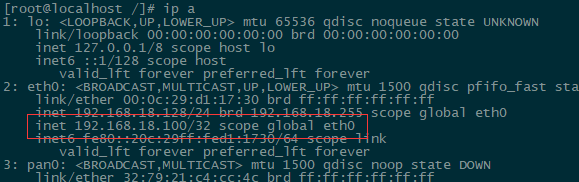 [root@localhost /]# ip a
1: lo: <LOOPBACK,UP,LOWER_UP> mtu 65536 qdisc noqueue state UNKNOWN
link/loopback 00:00:00:00:00:00 brd 00:00:00:00:00:00
inet 127.0.0.1/8 scope host lo
inet6 ::1/128 scope host
valid_lft forever preferred_lft forever
2: eth0: <BROADCAST,MULTICAST,UP,LOWER_UP> mtu 1500 qdisc pfifo_fast sta
link/ether 00:0c:29:d1:17:30 brd ff:ff:ff:ff:ff:ff
inet 192.168.18.128/24 brd 192.168.18.255 scope global eth0
inet 192.168.18.100/32 scope global eth0
inet6 fe80::20c:29ff:fed1:1730/64 scope link
valid_lft forever preferred_lft forever
3: pan0: <BROADCAST,MULTICAST> mtu 1500 qdisc noop state DOWN
link/ether 32:79:21:c4:cc:4c brd ff:ff:ff:ff:ff:ff